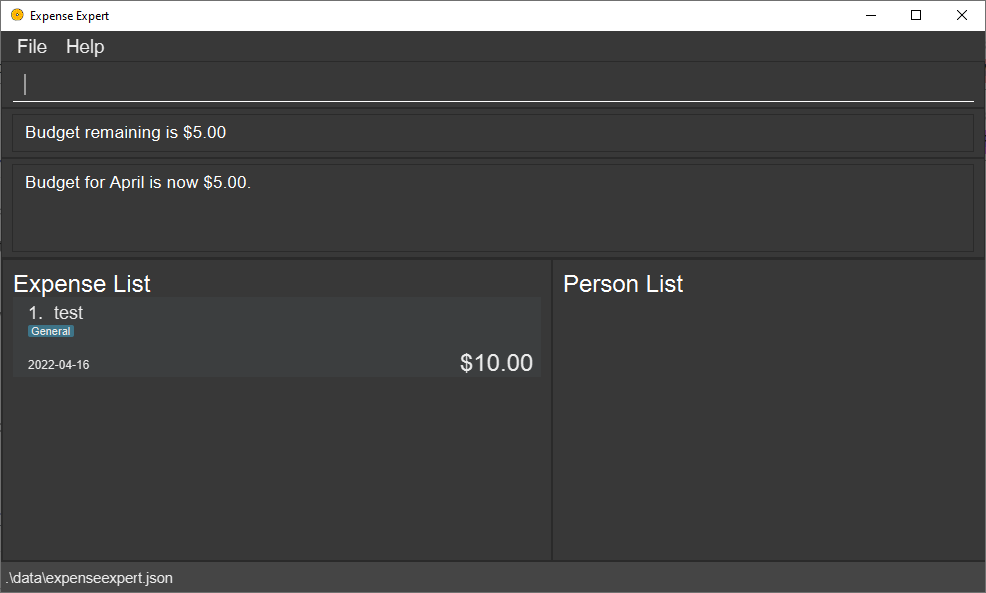 Expense Expert
File Help
Budget remaining is $5.00
Budget for April is now $5.00.
Expense List
1. test
General
2022-04-16
$10.00
Person List
.\data\expenseexpert.json